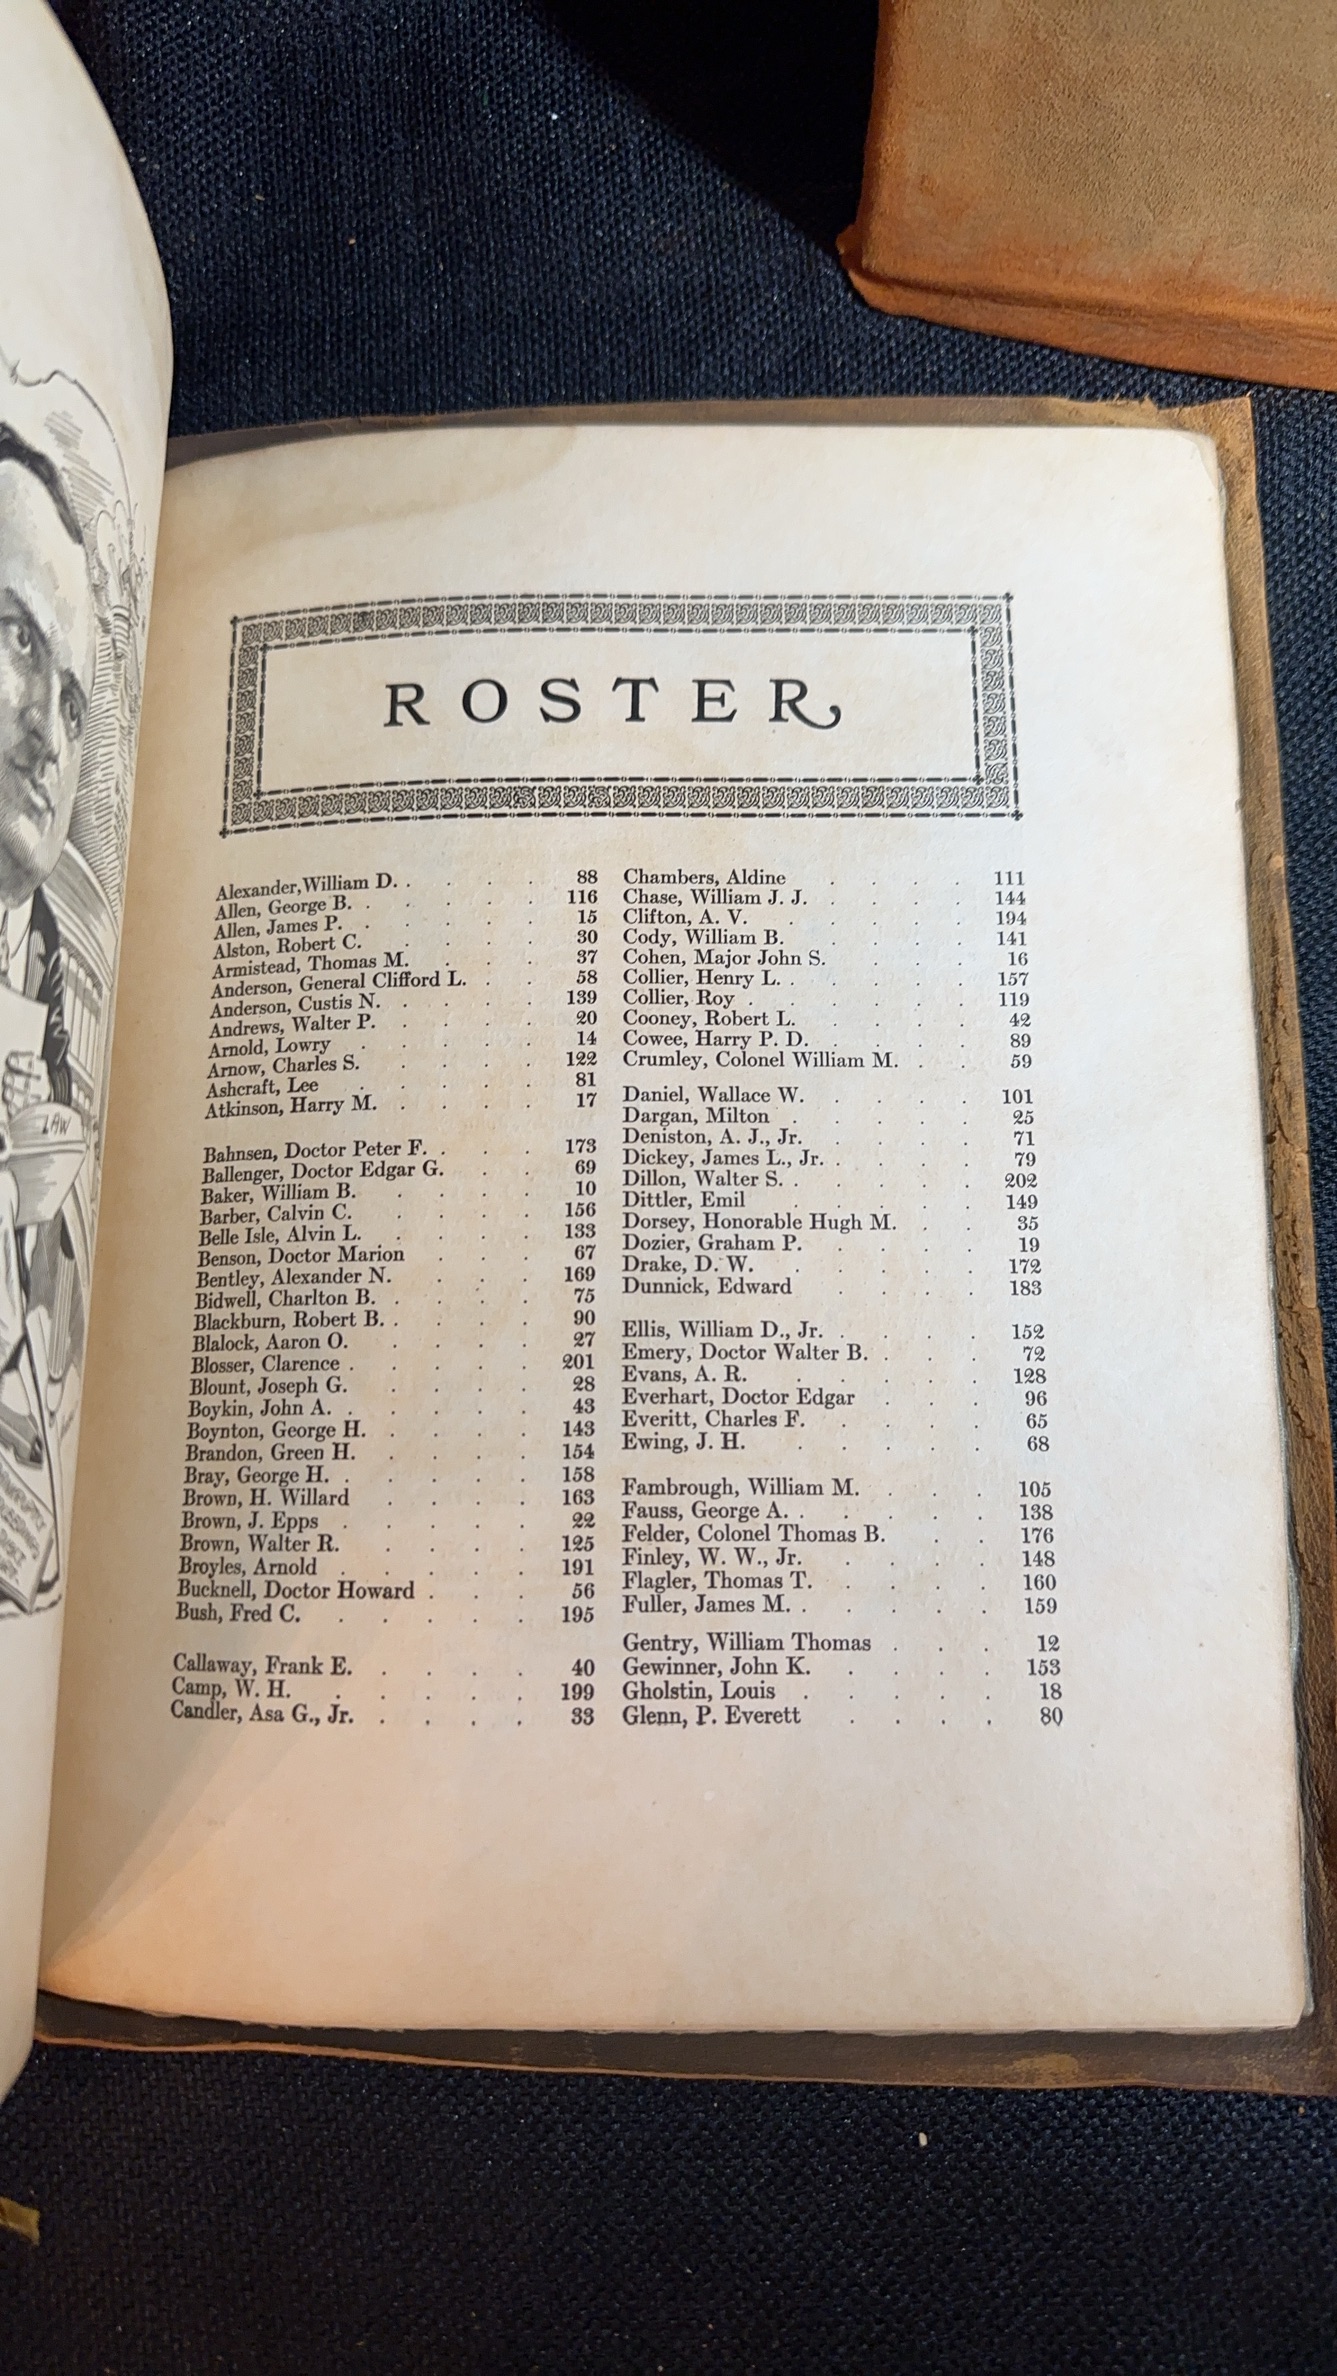 ROSTER
Alexander, William D. . . . . 88
Allen, George B. . . . . . 116
Allen, James P. . . . . . 15
Alston, Robert C. . . . . 30
Armistead, Thomas M. . . . 37
Anderson, General Clifford L. . . 58
Anderson, Custis N. . . . . 139
Andrews, Walter P. . . . . 20
Arnold, Lowry . . . . . 14
Arnow, Charles S. . . . . 122
Ashcraft, Lee . . . . . 81
Atkinson, Harry M. . . . . 17
Bahnsen, Doctor Peter F. . . . 173
Ballenger, Doctor Edgar G. . . 69
Baker, William B. . . . . 10
Barber, Calvin C. . . . . 156
Belle Isle, Alvin L. . . . . 133
Benson, Doctor Marion . . . 67
Bentley, Alexander N. . . . 169
Bidwell, Charlton B. . . . . 75
Blackburn, Robert B. . . . . 90
Blalock, Aaron O. . . . . 27
Blosser, Clarence . . . . . 201
Blount, Joseph G. . . . . 28
Boykin, John A. . . . . . 43
Boynton, George H. . . . . 143
Brandon, Green H. . . . . 154
Bray, George H. . . . . . 158
Brown, H. Willard . . . . 163
Brown, J. Epps . . . . . 22
Brown, Walter R. . . . . 125
Broyles, Arnold . . . . . 191
Bucknell, Doctor Howard . . . 56
Bush, Fred C. . . . . . 195
Callaway, Frank E. . . . . 40
Camp, W. H. . . . . . 199
Candler, Asa G., Jr. . . . . 33
Chambers, Aldine . . . . 111
Chase, William J. J. . . . . 144
Clifton, A. V. . . . . . 194
Cody, William B. . . . . 141
Cohen, Major John S. . . . 16
Collier, Henry L. . . . . . 157
Collier, Roy . . . . . . 119
Cooney, Robert L. . . . . 42
Cowee, Harry P. D. . . . . 89
Crumley, Colonel William M. . . 59
Daniel, Wallace W. . . . . 101
Dargan, Milton . . . . . 25
Deniston, A. J., Jr. . . . . 71
Dickey, James L., Jr. . . . . 79
Dillon, Walter S. . . . . . 202
Dittler, Emil . . . . . 149
Dorsey, Honorable Hugh M. . . 35
Dozier, Graham P. . . . . 19
Drake, D. W. . . . . . 172
Dunnick, Edward . . . . 183
Ellis, William D., Jr. . . . . 152
Emery, Doctor Walter B. . . . 72
Evans, A. R. . . . . . 128
Everhart, Doctor Edgar . . . 96
Everitt, Charles F. . . . . 65
Ewing, J. H. . . . . . 68
Fambrough, William M. . . . 105
Fauss, George A. . . . . . 138
Felder, Colonel Thomas B. . . 176
Finley, W. W., Jr. . . . . 148
Flagler, Thomas T. . . . . 160
Fuller, James M. . . . . . 159
Gentry, William Thomas . . . 12
Gewinner, John K. . . . . 153
Gholstin, Louis . . . . . 18
Glenn, P. Everett . . . . 80
LAW